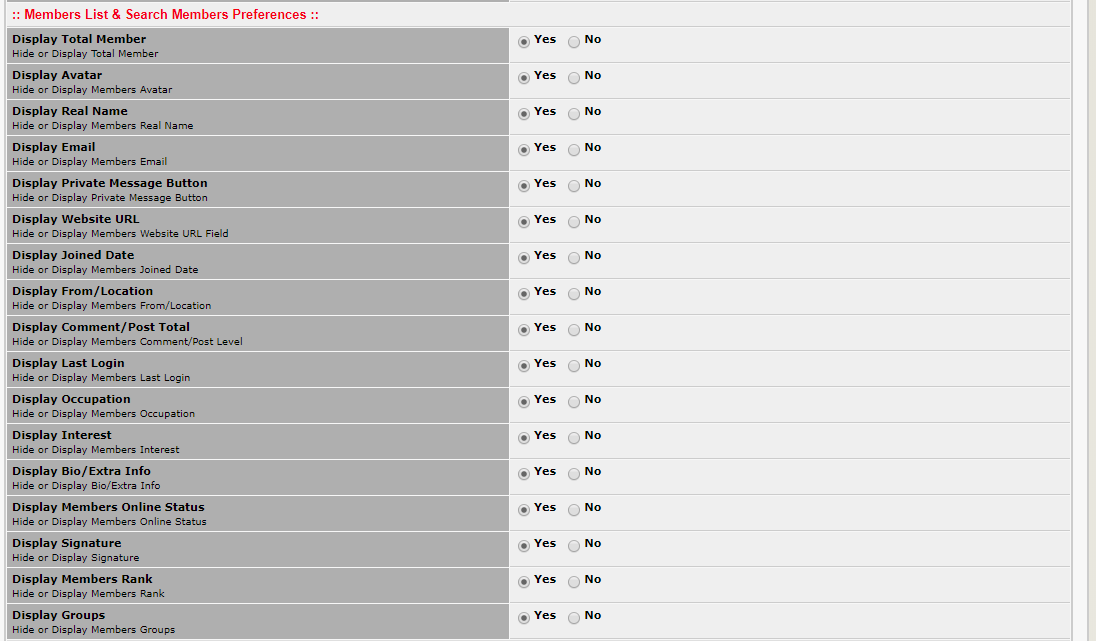 :: Members List & Search Members Preferences ::
Display Total Member
Hide or Display Total Member
Yes No
Display Avatar
Hide or Display Members Avatar
Yes No
Display Real Name
Hide or Display Members Real Name
Yes No
Display Email
Hide or Display Members Email
Yes No
Display Private Message Button
Hide or Display Private Message Button
Yes No
Display Website URL
Hide or Display Members Website URL Field
Yes No
Display Joined Date
Hide or Display Members Joined Date
Yes No
Display From/Location
Hide or Display Members From/Location
Yes No
Display Comment/Post Total
Hide or Display Members Comment/Post Level
Yes No
Display Last Login
Hide or Display Members Last Login
Yes No
Display Occupation
Hide or Display Members Occupation
Yes No
Display Interest
Hide or Display Members Interest
Yes No
Display Bio/Extra Info
Hide or Display Bio/Extra Info
Yes No
Display Members Online Status
Hide or Display Members Online Status
Yes No
Display Signature
Hide or Display Signature
Yes No
Display Members Rank
Hide or Display Members Rank
Yes No
Display Groups
Hide or Display Members Groups
Yes No